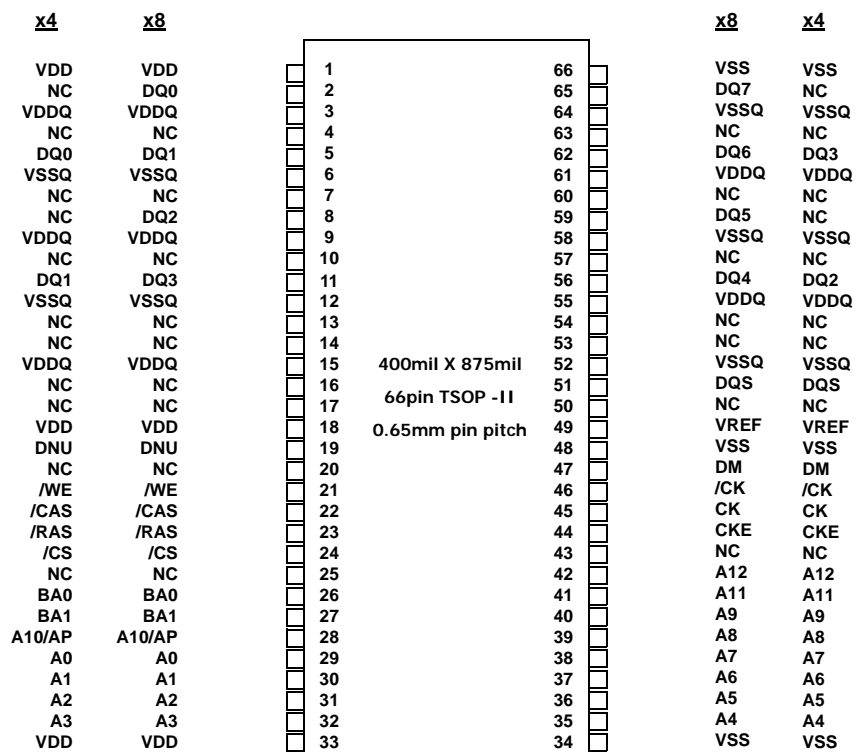 x4 x8 x8 x4
VDD VDD 1 66 VSS VSS
NC DQ0 2 65 DQ7 NC
VDDQ VDDQ 3 64 VSSQ VSSQ
NC NC 4 63 NC NC
DQ0 DQ1 5 62 DQ6 DQ3
VSSQ VSSQ 6 61 VDDQ VDDQ
NC NC 7 60 NC NC
NC DQ2 8 59 DQ5 NC
VDDQ VDDQ 9 58 VSSQ VSSQ
NC NC 10 57 NC NC
DQ1 DQ3 11 56 DQ4 DQ2
VSSQ VSSQ 12 55 VDDQ VDDQ
NC NC 13 54 NC NC
NC NC 14 53 NC NC
VDDQ VDDQ 15 400mil X 875mil 52 VSSQ VSSQ
NC NC 16 51 DQS DQS
NC NC 17 66pin TSOP -II 50 NC NC
VDD VDD 18 0.65mm pin pitch 49 VREF VREF
DNU DNU 19 48 VSS VSS
NC NC 20 47 DM DM
/WE /WE 21 46 /CK /CK
/CAS /CAS 22 45 CK CK
/RAS /RAS 23 44 CKE CKE
/CS /CS 24 43 NC NC
NC NC 25 42 A12 A12
BA0 BA0 26 41 A11 A11
BA1 BA1 27 40 A9 A9
A10/AP A10/AP 28 39 A8 A8
A0 A0 29 38 A7 A7
A1 A1 30 37 A6 A6
A2 A2 31 36 A5 A5
A3 A3 32 35 A4 A4
VDD VDD 33 34 VSS VSS